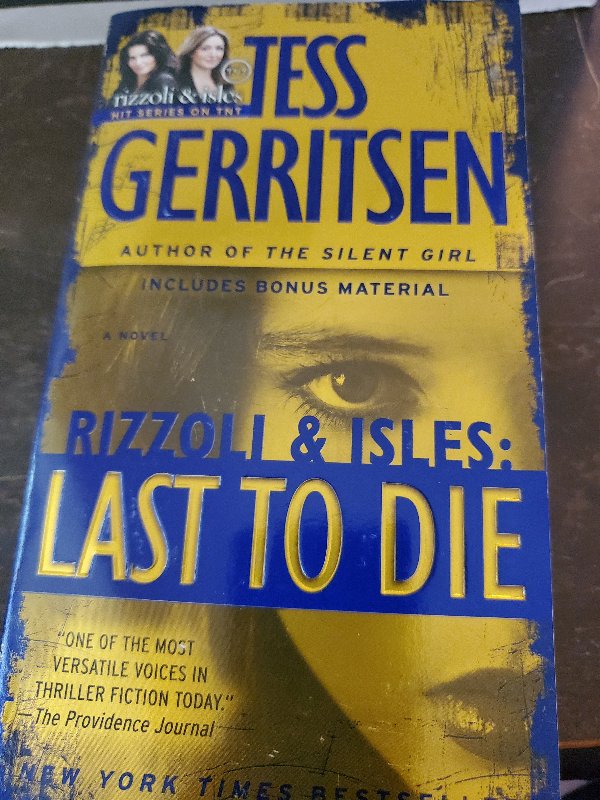 rizzoli & isles
HIT SERIES ON TNT
TESS
GERRITSEN
AUTHOR OF THE SILENT GIRL
INCLUDES BONUS MATERIAL
A NOVEL
RIZZOLI & ISLES:
LAST TO DIE
"ONE OF THE MOST
VERSATILE VOICES IN
THRILLER FICTION TODAY."
—The Providence Journal
NEW YORK TIMES